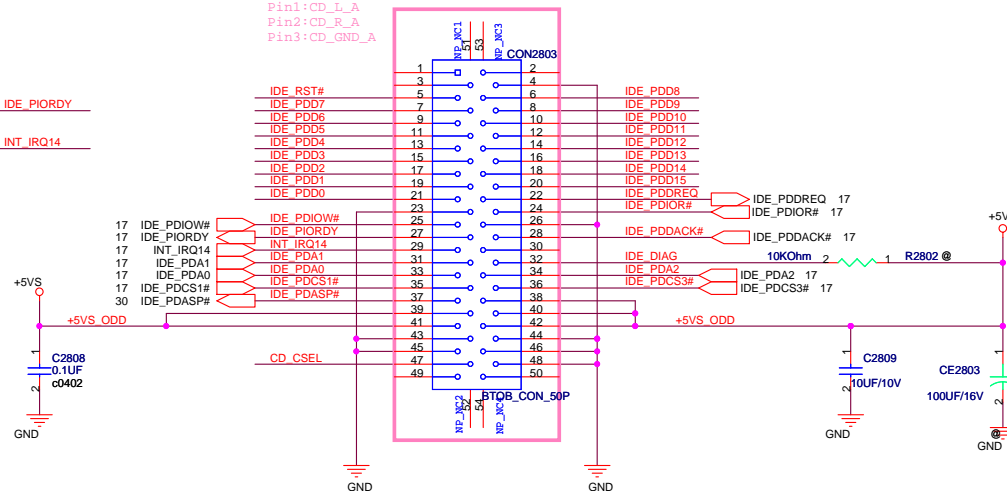 Pin1:CD_L_A
Pin2:CD_R_A
Pin3:CD_GND_A
NP_NC1
51
53
NP_NC3
CON2803
1 2
3 4
IDE_RST# 5 6 IDE_PDD8
IDE_PIORDY
IDE_PDD7 7 8 IDE_PDD9
IDE_PDD6 9 10 IDE_PDD10
IDE_PDD5 11 12 IDE_PDD11
INT_IRQ14
IDE_PDD4 13 14 IDE_PDD12
IDE_PDD3 15 16 IDE_PDD13
IDE_PDD2 17 18 IDE_PDD14
IDE_PDD1 19 20 IDE_PDD15
IDE_PDD0 21 22 IDE_PDDREQ IDE_PDDREQ 17
23 24 IDE_PDIOR# IDE_PDIOR# 17
17 IDE_PDIOW# IDE_PDIOW# 25 26
17 IDE_PIORDY IDE_PIORDY 27 28 IDE_PDDACK# IDE_PDDACK# 17
17 INT_IRQ14 INT_IRQ14 29 30
17 IDE_PDA1 IDE_PDA1 31 32 IDE_DIAG 10KOhm 2 1 R2802 @
17 IDE_PDA0 IDE_PDA0 33 34 IDE_PDA2 IDE_PDA2 17
17 IDE_PDCS1# IDE_PDCS1# 35 36 IDE_PDCS3# IDE_PDCS3# 17
30 IDE_PDASP# IDE_PDASP# 37 38
+5VS
+5V
39 40
+5VS_ODD 41 42 +5VS_ODD
43 44
45 46
CD_CSEL 47 48
49 50
1
C2808
0.1UF
c0402
2
GND
NP_NC2
52
54
BTOB_CON_50P
1
C2809
10UF/10V
2
GND
1
CE2803
100UF/16V
2
@
GND
GND
GND